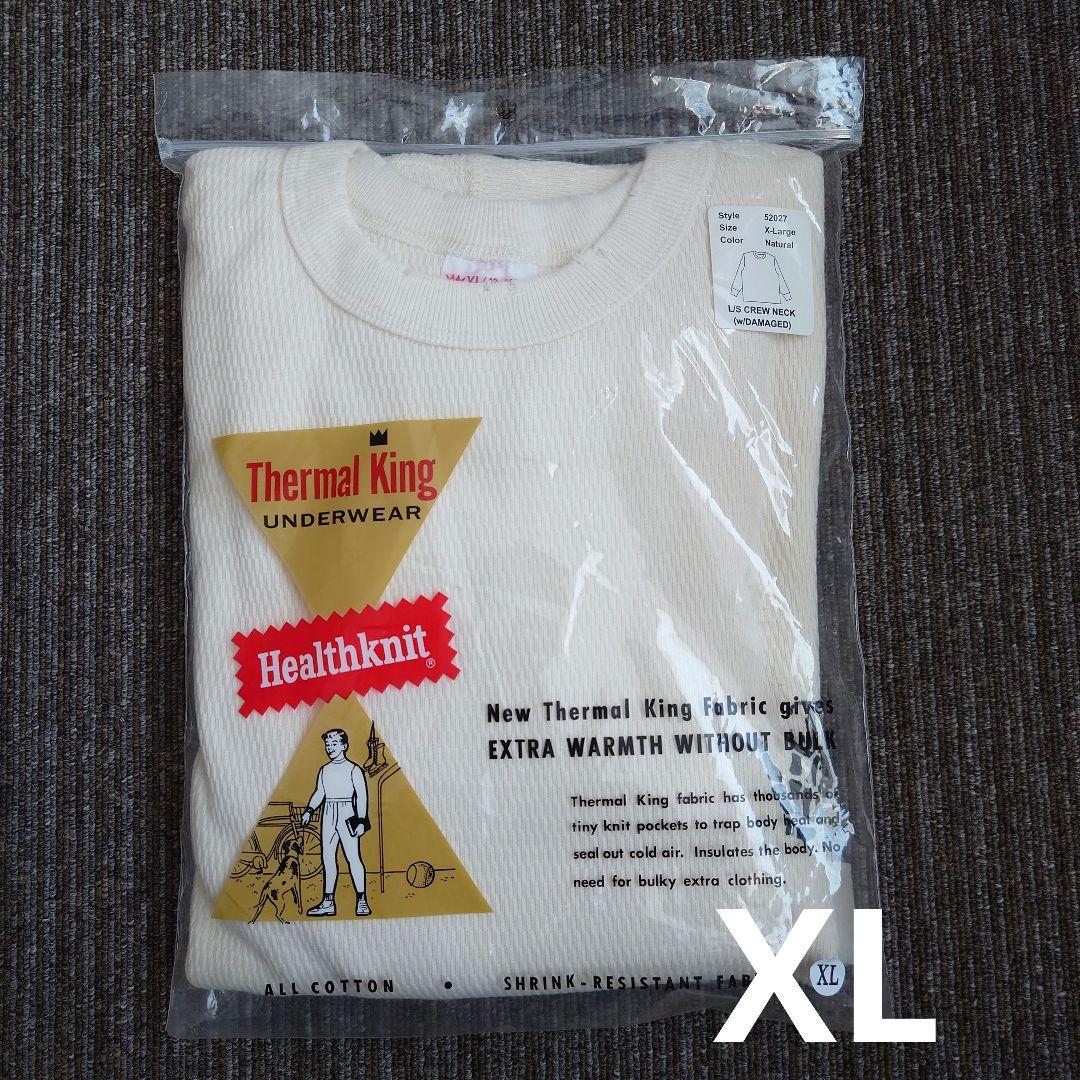 Style 52027
Size X-Large
Color Natural
L/S CREW NECK
(w/DAMAGED)
Thermal King
UNDERWEAR
Healthknit®
New Thermal King Fabric gives
EXTRA WARMTH WITHOUT BULK
Thermal King fabric has thousands of
tiny knit pockets to trap body heat and
seal out cold air. Insulates the body. No
need for bulky extra clothing.
ALL COTTON • SHRINK-RESISTANT
XL
XL